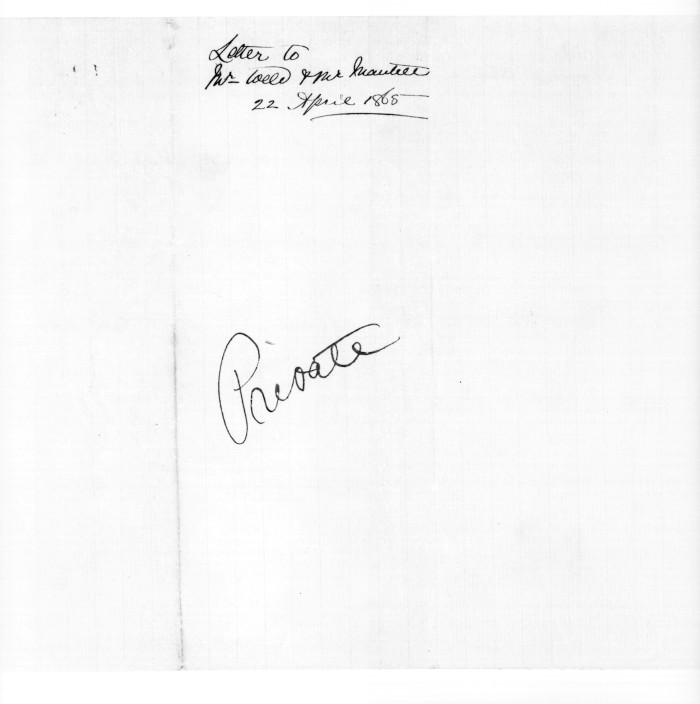 Letter to
Mr Weld & Mr Mantell
22 April 1865
Private